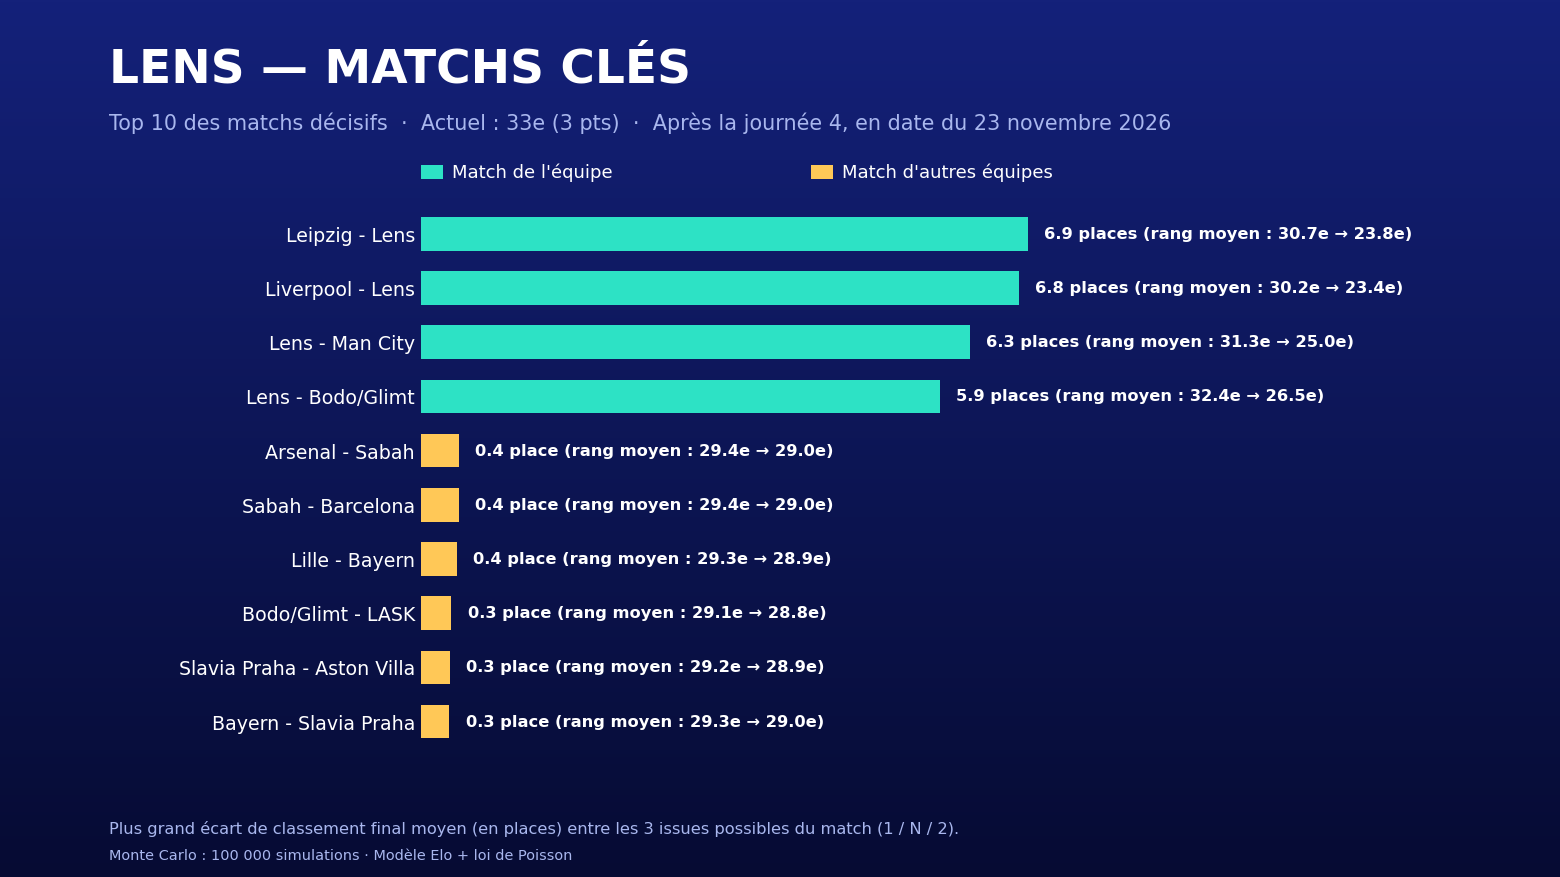 LENS — MATCHS CLÉS
Top 10 des matchs décisifs · Actuel : 33e (3 pts) · Après la journée 4, en date du 23 novembre 2026
Match de l'équipe Match d'autres équipes
Leipzig - Lens 6.9 places (rang moyen : 30.7e → 23.8e)
Liverpool - Lens 6.8 places (rang moyen : 30.2e → 23.4e)
Lens - Man City 6.3 places (rang moyen : 31.3e → 25.0e)
Lens - Bodo/Glimt 5.9 places (rang moyen : 32.4e → 26.5e)
Arsenal - Sabah 0.4 place (rang moyen : 29.4e → 29.0e)
Sabah - Barcelona 0.4 place (rang moyen : 29.4e → 29.0e)
Lille - Bayern 0.4 place (rang moyen : 29.3e → 28.9e)
Bodo/Glimt - LASK 0.3 place (rang moyen : 29.1e → 28.8e)
Slavia Praha - Aston Villa 0.3 place (rang moyen : 29.2e → 28.9e)
Bayern - Slavia Praha 0.3 place (rang moyen : 29.3e → 29.0e)
Plus grand écart de classement final moyen (en places) entre les 3 issues possibles du match (1 / N / 2).
Monte Carlo : 100 000 simulations · Modèle Elo + loi de Poisson